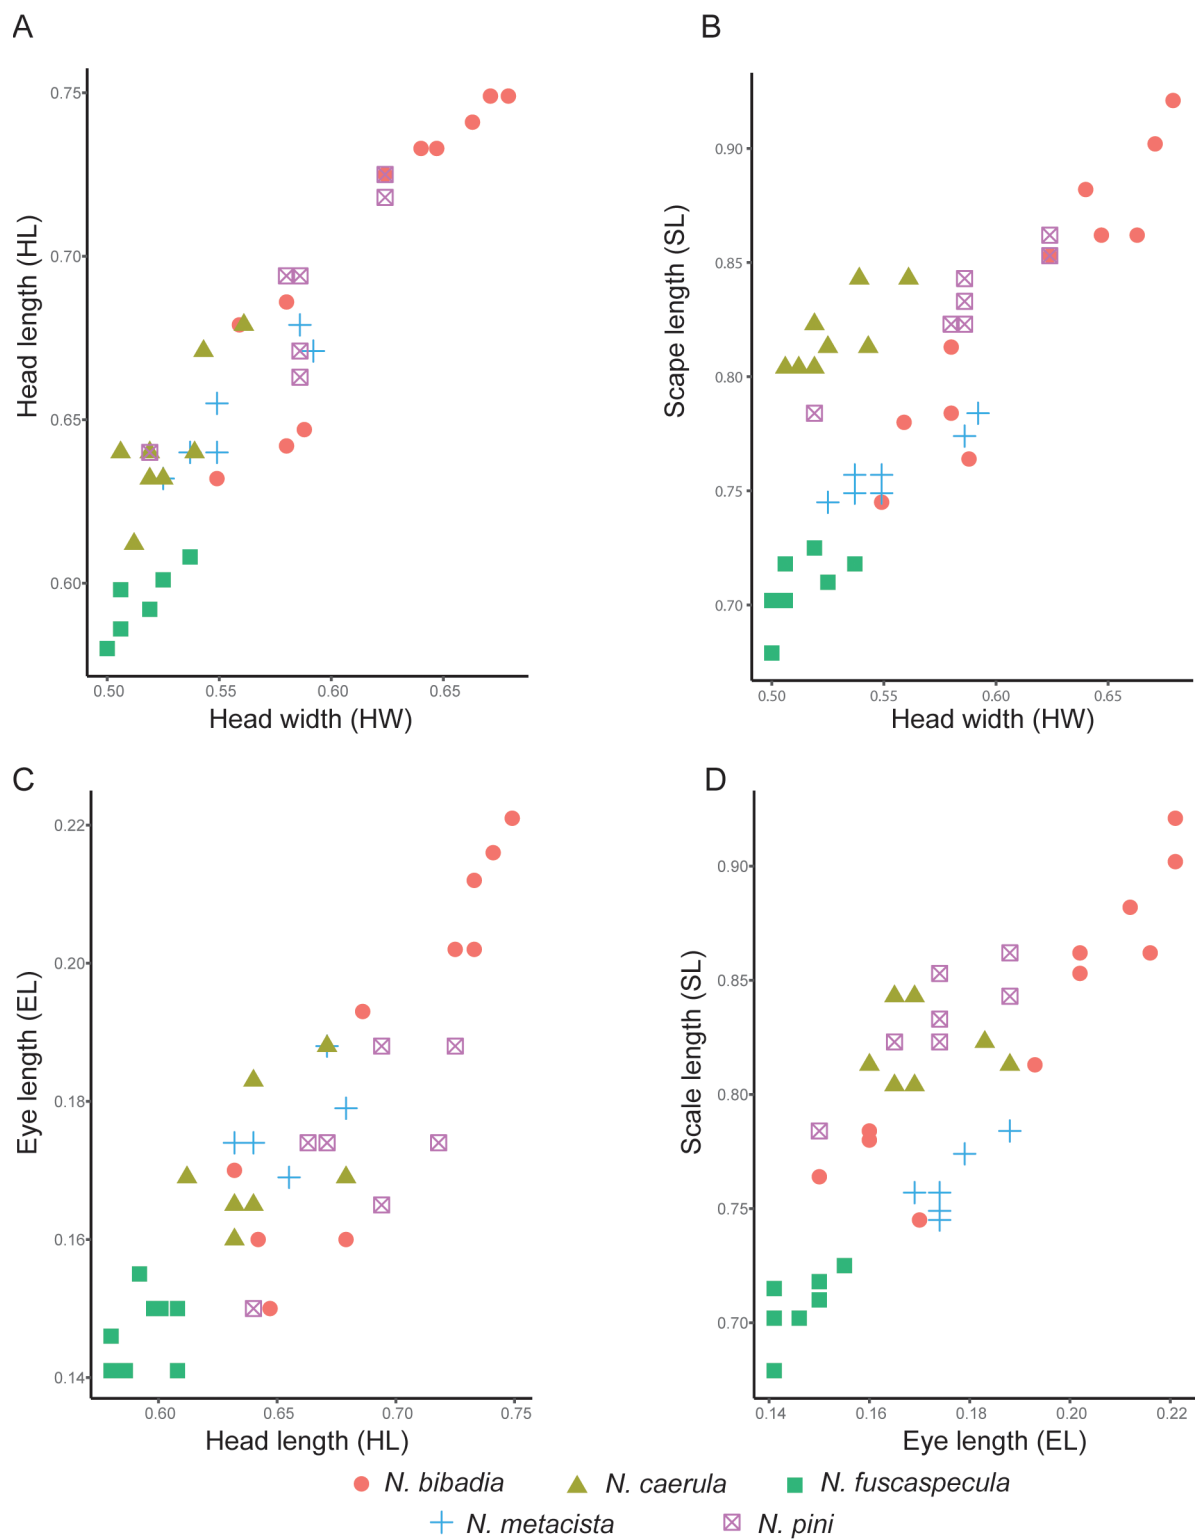 A
B
0.75
0.70
0.65
0.60
Head length (HL)
0.50 0.55 0.60 0.65
Head width (HW)
0.90
0.85
0.80
0.75
0.70
Scape length (SL)
0.50 0.55 0.60 0.65
Head width (HW)
C
D
0.22
0.20
0.18
0.16
0.14
Eye length (EL)
0.60 0.65 0.70 0.75
Head length (HL)
0.90
0.85
0.80
0.75
0.70
Scale length (SL)
0.14 0.16 0.18 0.20 0.22
Eye length (EL)
N. bibadia N. caerula N. fuscaspecula
N. metacista N. pini